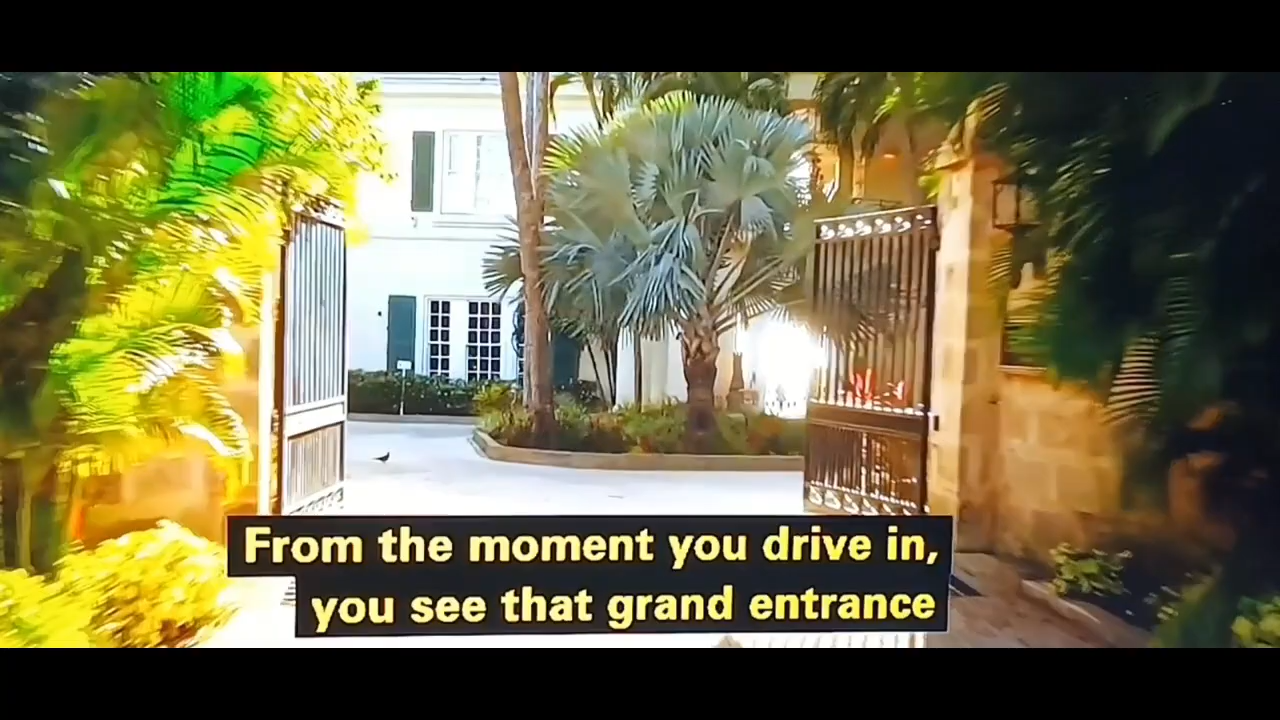 From the moment you drive in,
you see that grand entrance